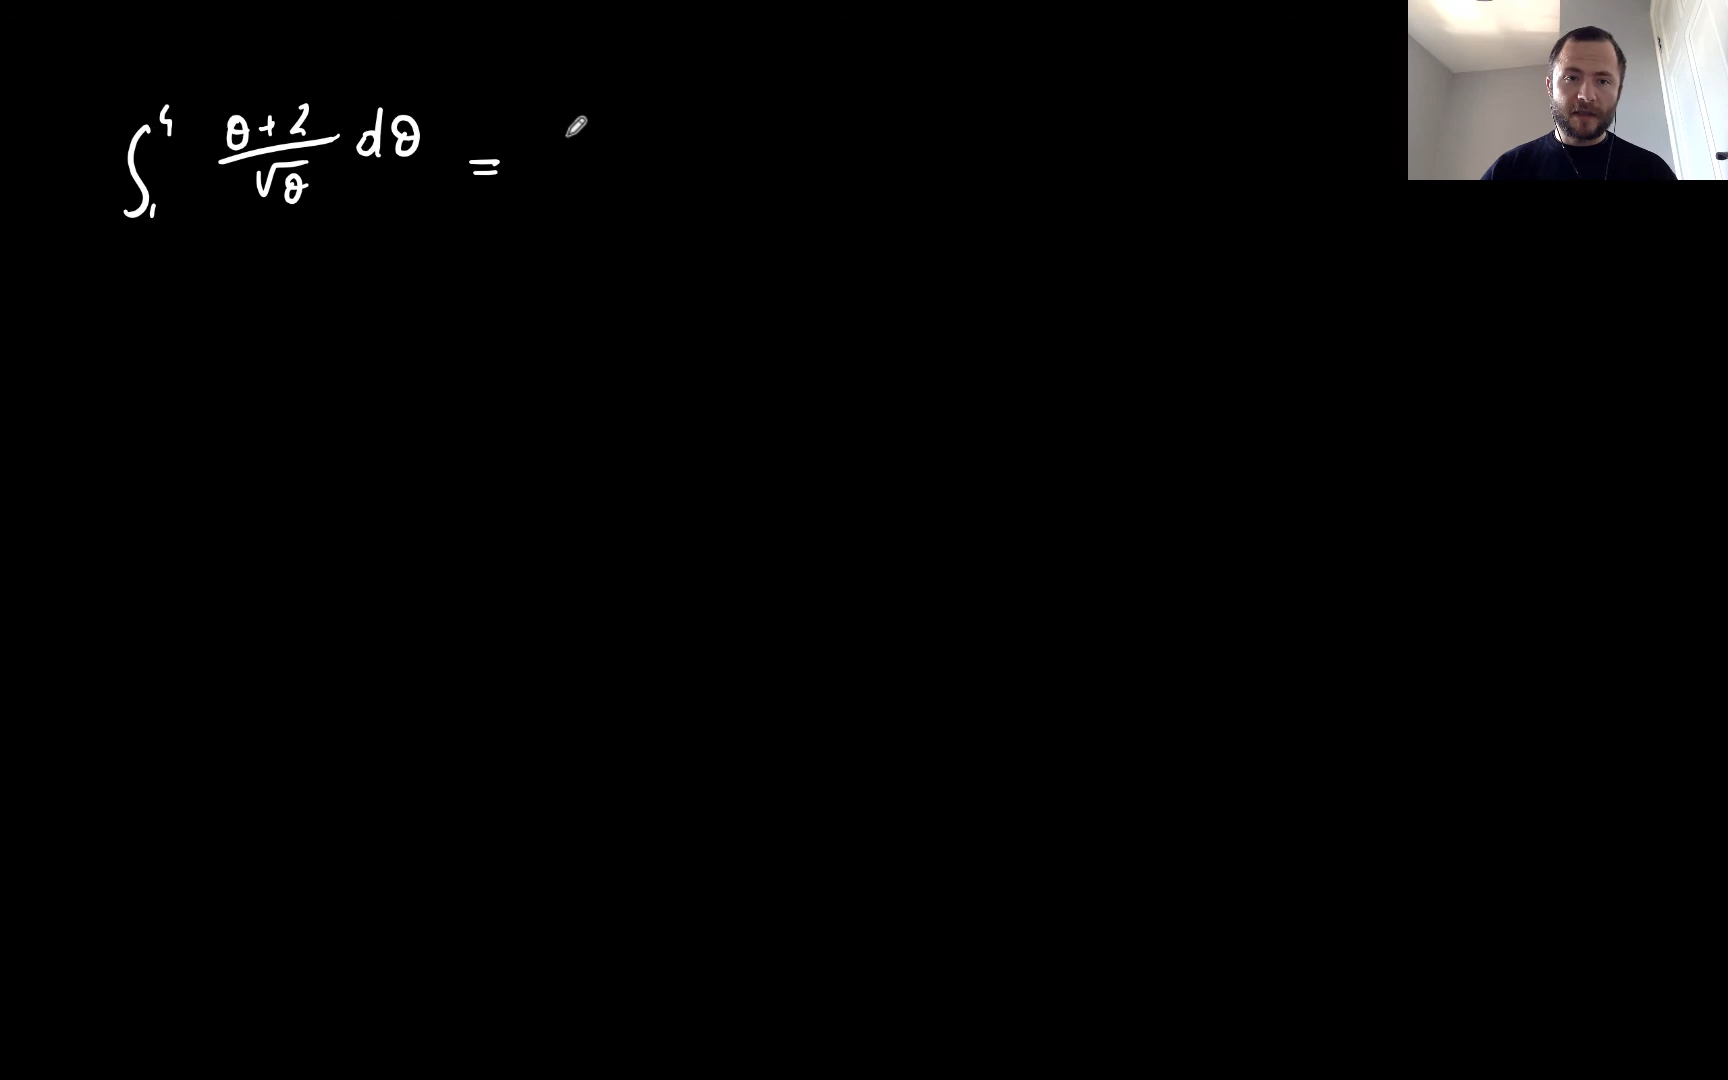 ∫₁⁴ (θ+2)/√θ dθ =